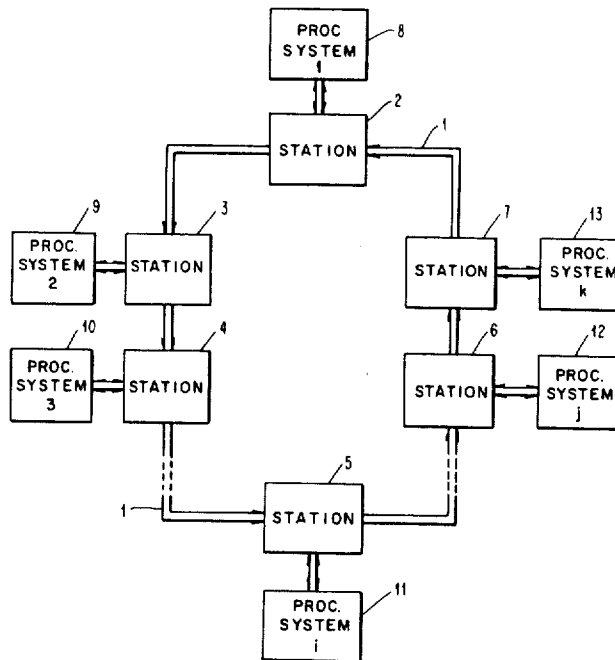 PROC
SYSTEM
1
8
2
STATION
1
9
3
13
PROC.
SYSTEM
2
STATION
7
STATION
PROC.
SYSTEM
k
10
4
6
12
PROC.
SYSTEM
3
STATION
STATION
PROC.
SYSTEM
j
5
1
STATION
11
PROC.
SYSTEM
i